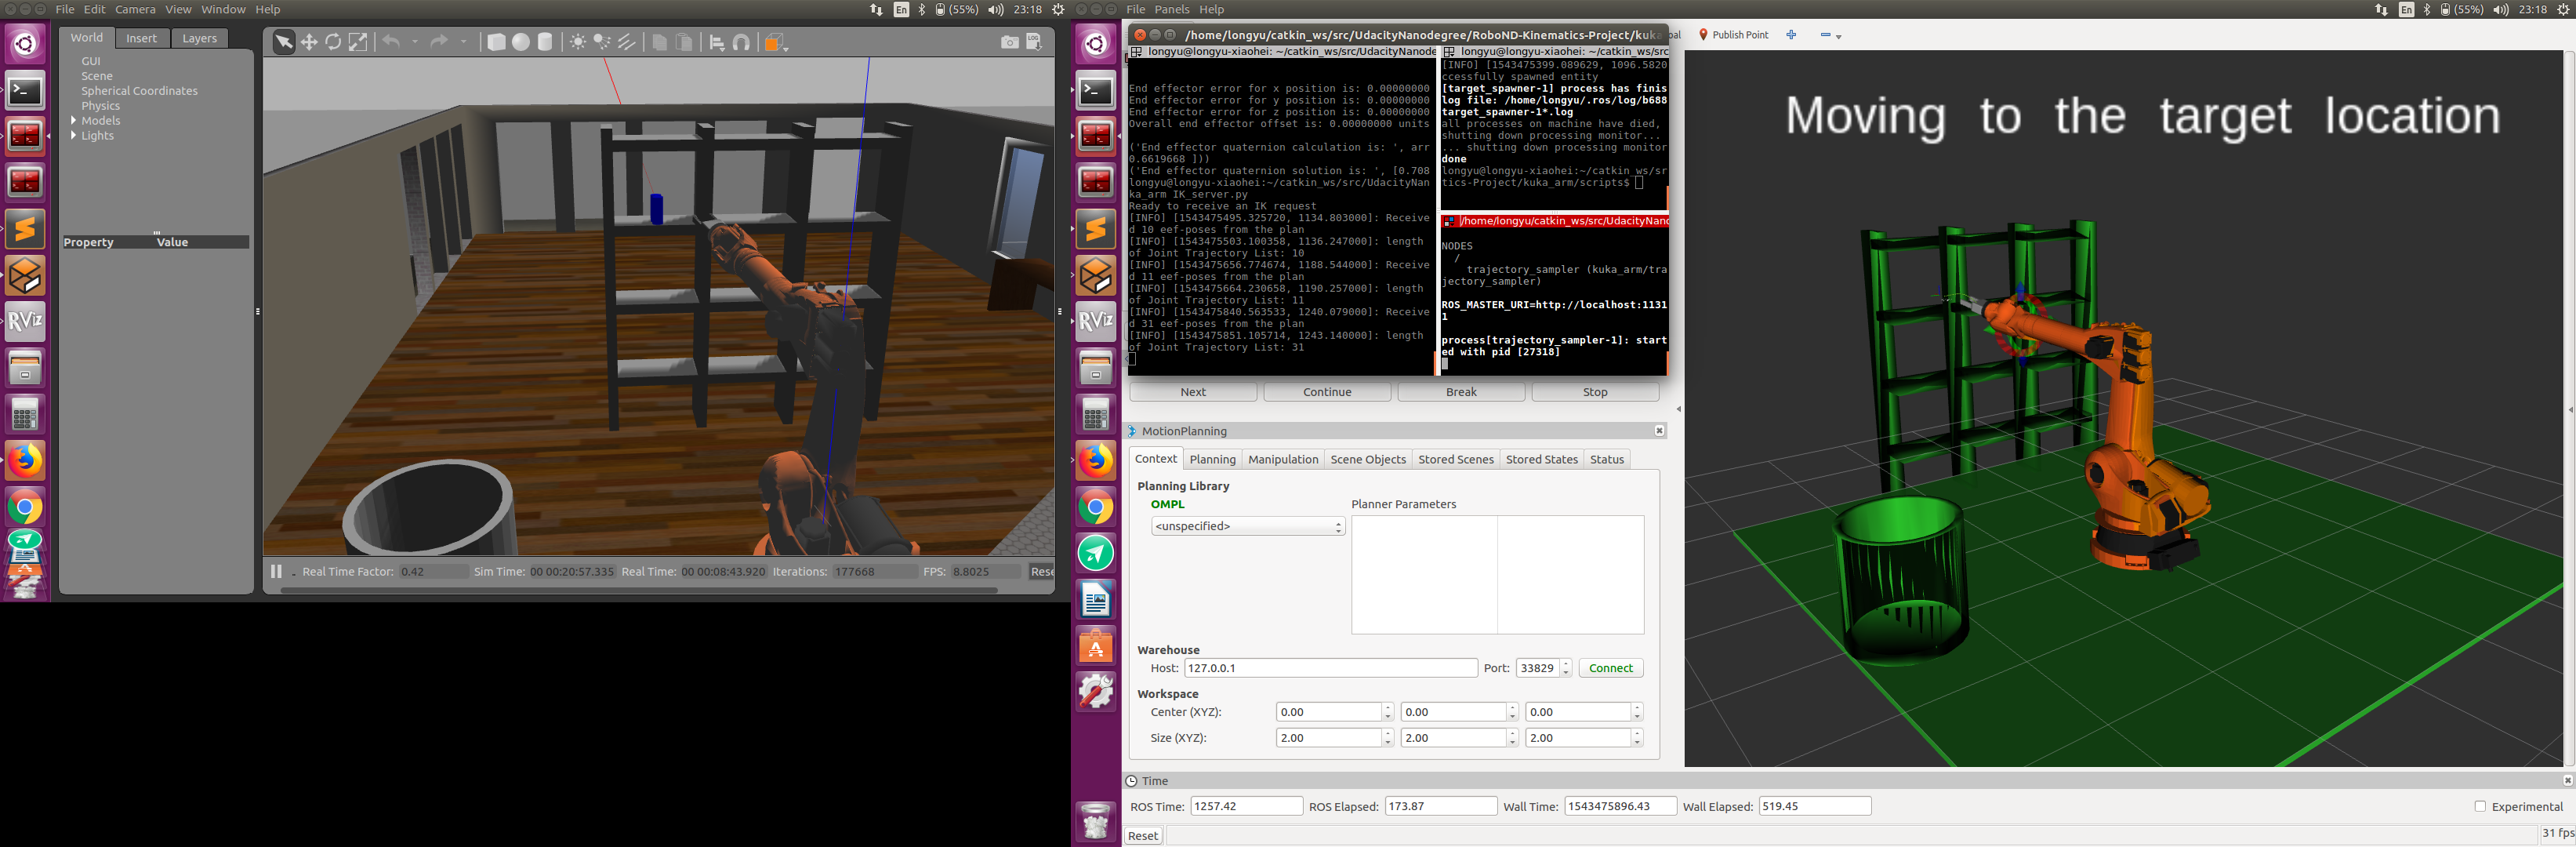 File Edit Camera View Window Help
En (55%) 23:18
World Insert Layers
GUI
Scene
Spherical Coordinates
Physics
Models
Lights
Property Value
RViz
Real Time Factor: 0.42 Sim Time: 00 00:20:57.335 Real Time: 00 00:08:43.920 Iterations: 177668 FPS: 8.8025 Rese
File Panels Help
En (55%) 23:18
/home/longyu/catkin_ws/src/UdacityNanodegree/RoboND-Kinematics-Project/kuka
Publish Point
longyu@longyu-xiaohei: ~/catkin_ws/src/UdacityNanode
End effector error for x position is: 0.00000000
End effector error for y position is: 0.00000000
End effector error for z position is: 0.00000000
Overall end effector offset is: 0.00000000 units
('End effector quaternion calculation is: ', arr
0.6619668 ]))
('End effector quaternion solution is: ', [0.708
longyu@longyu-xiaohei:~/catkin_ws/src/UdacityNan
ka_arm IK_server.py
Ready to receive an IK request
[INFO] [1543475495.325720, 1134.803000]: Receive
d 10 eef-poses from the plan
[INFO] [1543475503.100358, 1136.247000]: length
of Joint Trajectory List: 10
[INFO] [1543475656.774674, 1188.544000]: Receive
d 11 eef-poses from the plan
[INFO] [1543475664.230658, 1190.257000]: length
of Joint Trajectory List: 11
[INFO] [1543475840.563533, 1240.079000]: Receive
d 31 eef-poses from the plan
[INFO] [1543475851.105714, 1243.140000]: length
of Joint Trajectory List: 31
longyu@longyu-xiaohei: ~/catkin_ws/src
[INFO] [1543475399.089629, 1096.5820
ccessfully spawned entity
[target_spawner-1] process has finis
log file: /home/longyu/.ros/log/b688
target_spawner-1*.log
all processes on machine have died,
shutting down processing monitor...
... shutting down processing monitor
done
longyu@longyu-xiaohei:~/catkin_ws/sr
tics-Project/kuka_arm/scripts$
/home/longyu/catkin_ws/src/UdacityNano
NODES
/
trajectory_sampler (kuka_arm/tra
jectory_sampler)
ROS_MASTER_URI=http://localhost:1131
1
process[trajectory_sampler-1]: start
ed with pid [27318]
RViz
Next Continue Break Stop
MotionPlanning
Context Planning Manipulation Scene Objects Stored Scenes Stored States Status
Planning Library
OMPL Planner Parameters
<unspecified>
Warehouse
Host: 127.0.0.1 Port: 33829 Connect
Workspace
Center (XYZ): 0.00 0.00 0.00
Size (XYZ): 2.00 2.00 2.00
Moving to the target location
Time
ROS Time: 1257.42 ROS Elapsed: 173.87 Wall Time: 1543475896.43 Wall Elapsed: 519.45 Experimental
Reset 31 fps